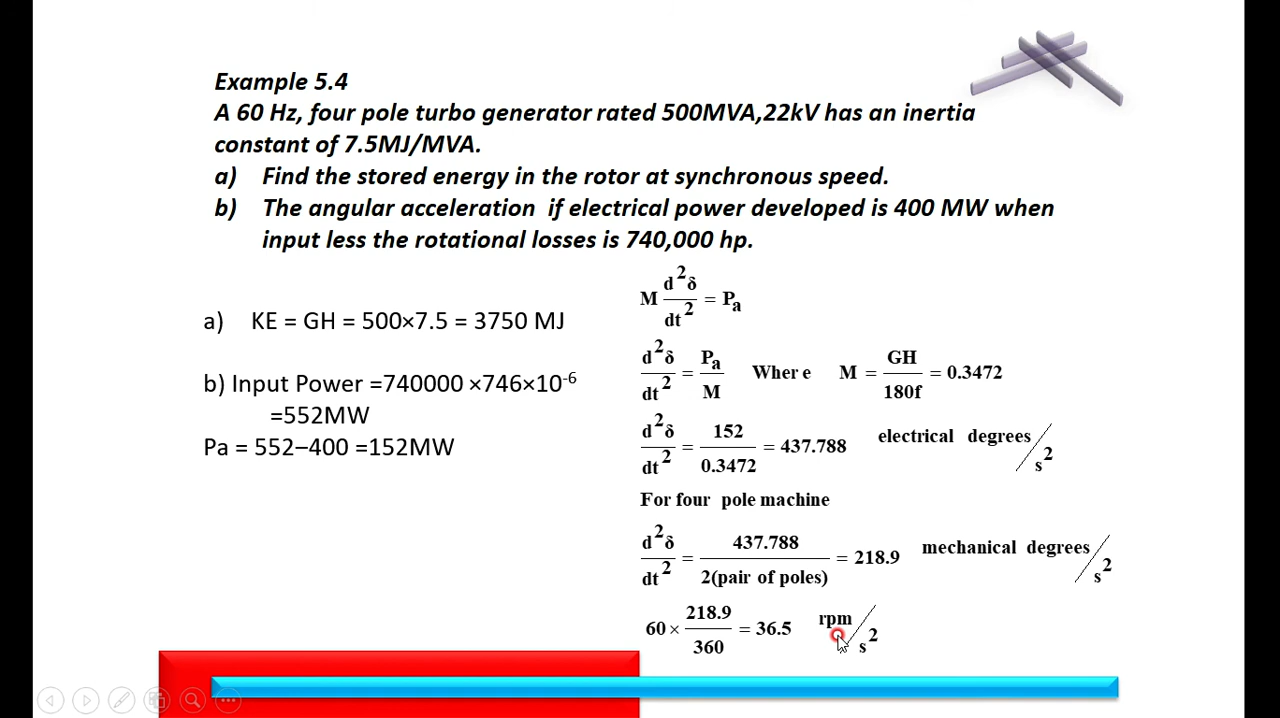 Example 5.4
A 60 Hz, four pole turbo generator rated 500MVA,22kV has an inertia
constant of 7.5MJ/MVA.
a) Find the stored energy in the rotor at synchronous speed.
b) The angular acceleration if electrical power developed is 400 MW when
input less the rotational losses is 740,000 hp.
a) KE = GH = 500×7.5 = 3750 MJ
b) Input Power =740000 ×746×10⁻⁶
=552MW
Pa = 552–400 =152MW
M d²δ/dt² = Pₐ
d²δ/dt² = Pₐ/M Wher e M = GH/180f = 0.3472
d²δ/dt² = 152/0.3472 = 437.788 electrical degrees/s²
For four pole machine
d²δ/dt² = 437.788/2(pair of poles) = 218.9 mechanical degrees/s²
60 × 218.9/360 = 36.5 rpm/s²